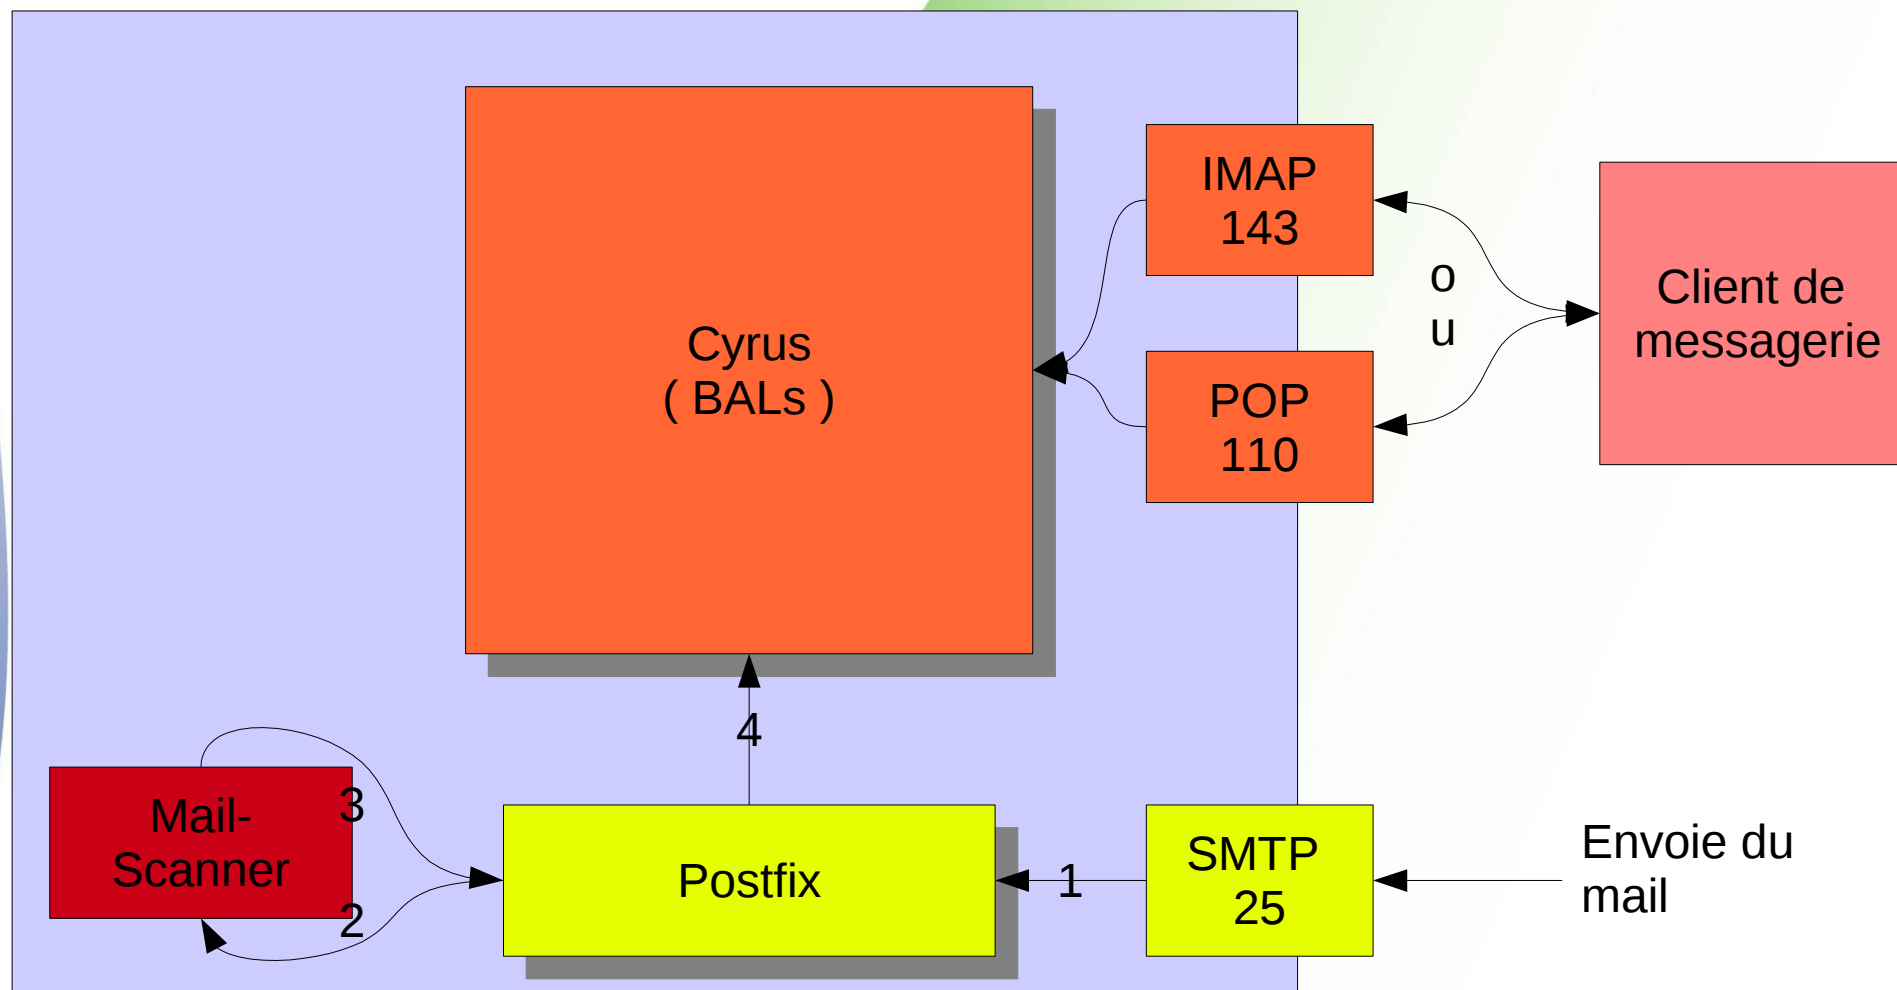 IMAP
143
o
u
Client de
messagerie
Cyrus
( BALs )
POP
110
4
3
Mail-
Scanner
2
Postfix
1
SMTP
25
Envoie du
mail